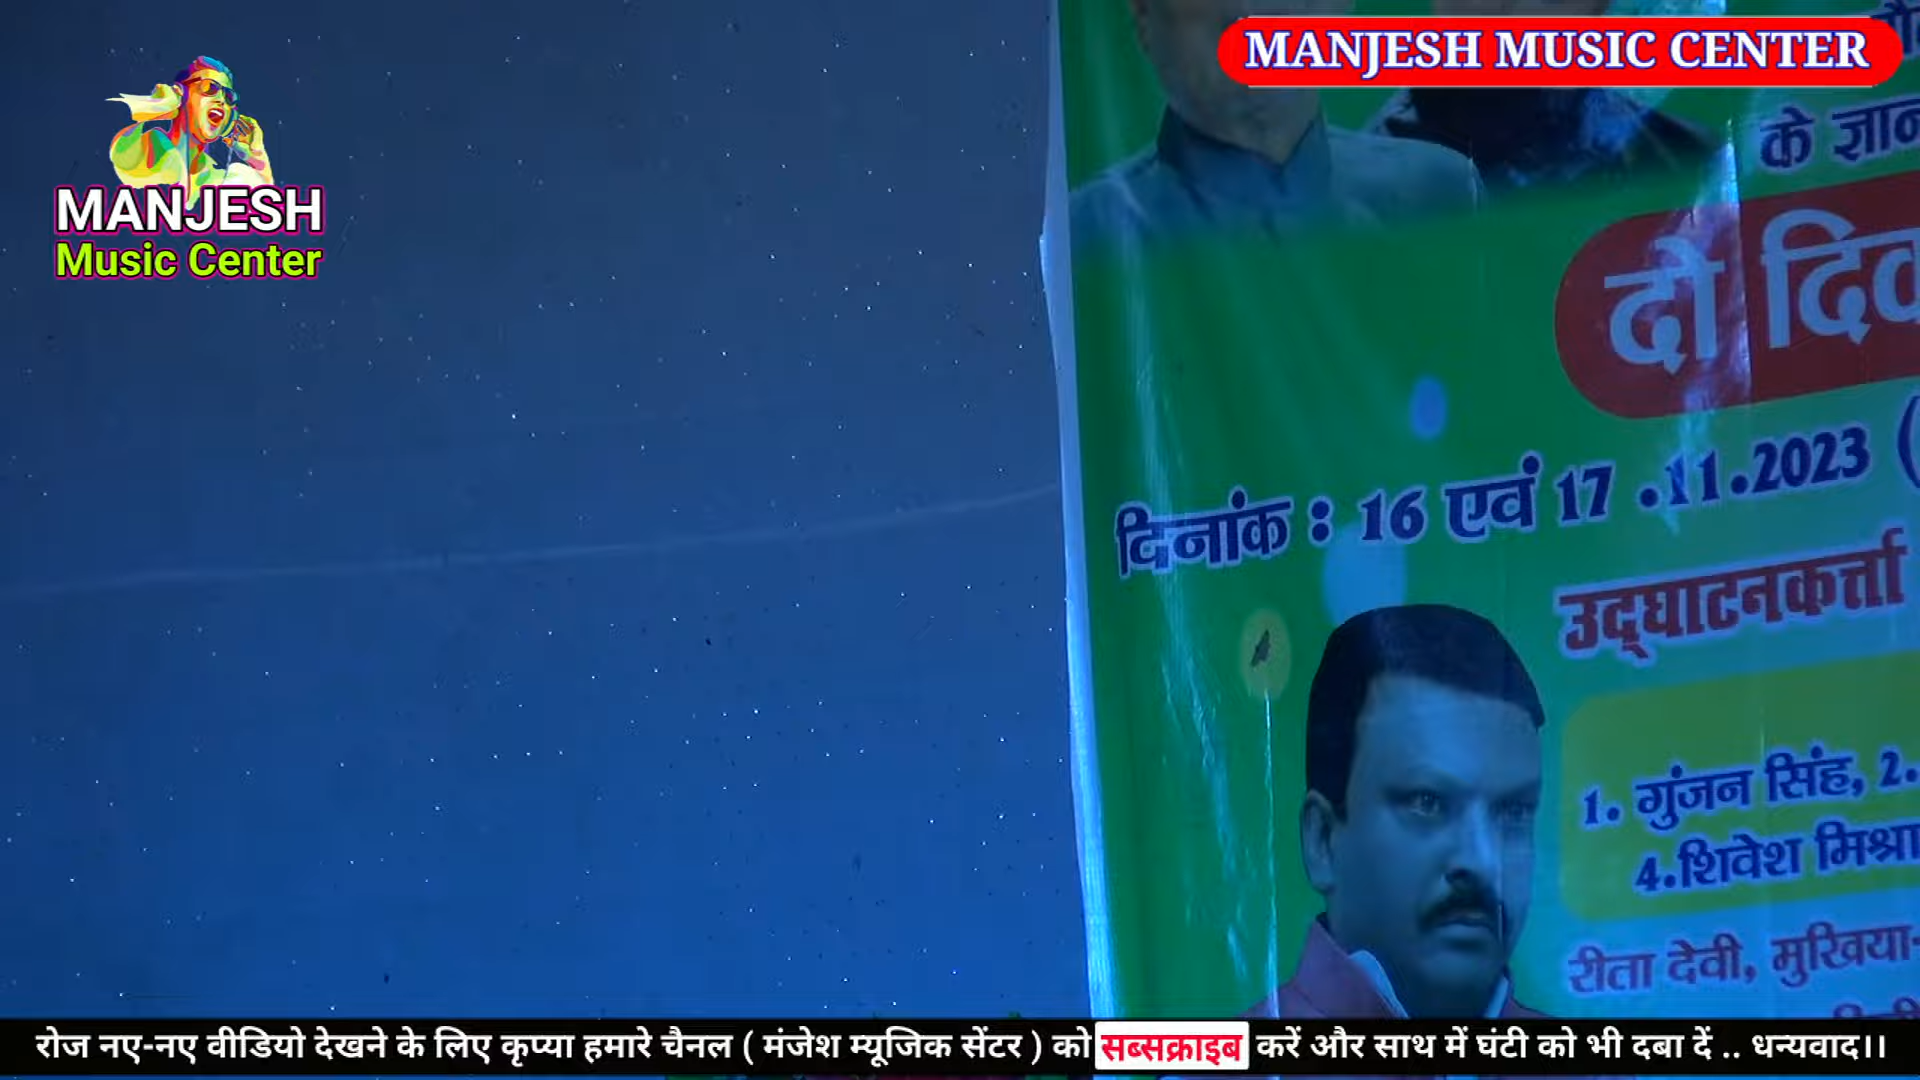 MANJESH MUSIC CENTER
MANJESH
Music Center
के
दो
दिनांक : 16 एवं 17 .11.2023 (
उद्घाटनकर्त्ता
1. गुंजन सिंह, 2.
4.शिवेश मिश्रा
रीता देवी, मुखिया-
रोज नए-नए वीडियो देखने के लिए कृप्या हमारे चैनल ( मंजेश म्यूजिक सेंटर ) को सब्सक्राइब करें और साथ में घंटी को भी दबा दें .. धन्यवाद।।